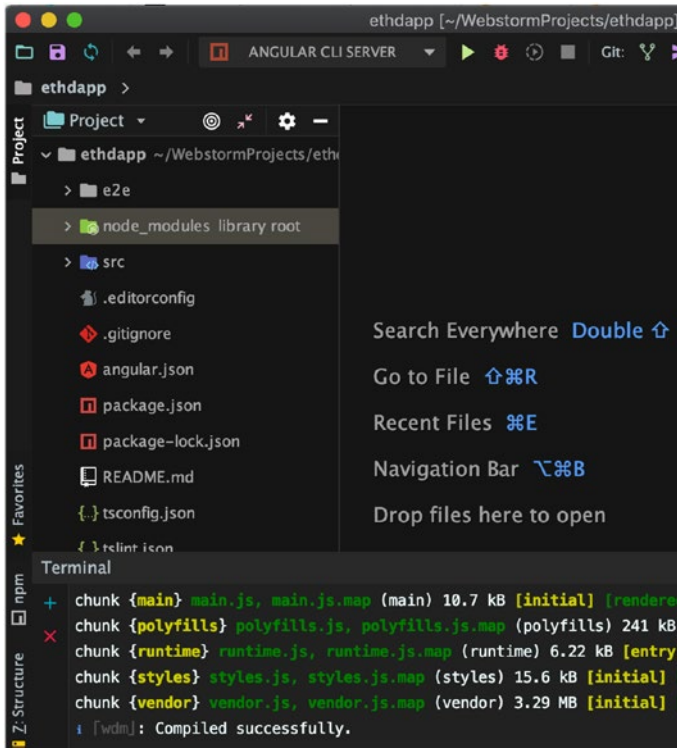 ethdapp [~/WebstormProjects/ethdapp]
ANGULAR CLI SERVER
Git:
ethdapp >
Project
Project
ethdapp ~/WebstormProjects/eth
e2e
node_modules library root
src
.editorconfig
.gitignore
angular.json
package.json
package-lock.json
README.md
tsconfig.json
tslint.json
Search Everywhere Double ⇧
Go to File ⇧⌘R
Recent Files ⌘E
Navigation Bar ⌥⌘B
Drop files here to open
Favorites
npm
Z: Structure
Terminal
chunk {main} main.js, main.js.map (main) 10.7 kB [initial] [rendere
chunk {polyfills} polyfills.js, polyfills.js.map (polyfills) 241 kB
chunk {runtime} runtime.js, runtime.js.map (runtime) 6.22 kB [entry
chunk {styles} styles.js, styles.js.map (styles) 15.6 kB [initial]
chunk {vendor} vendor.js, vendor.js.map (vendor) 3.29 MB [initial]
i ｢wdm｣: Compiled successfully.